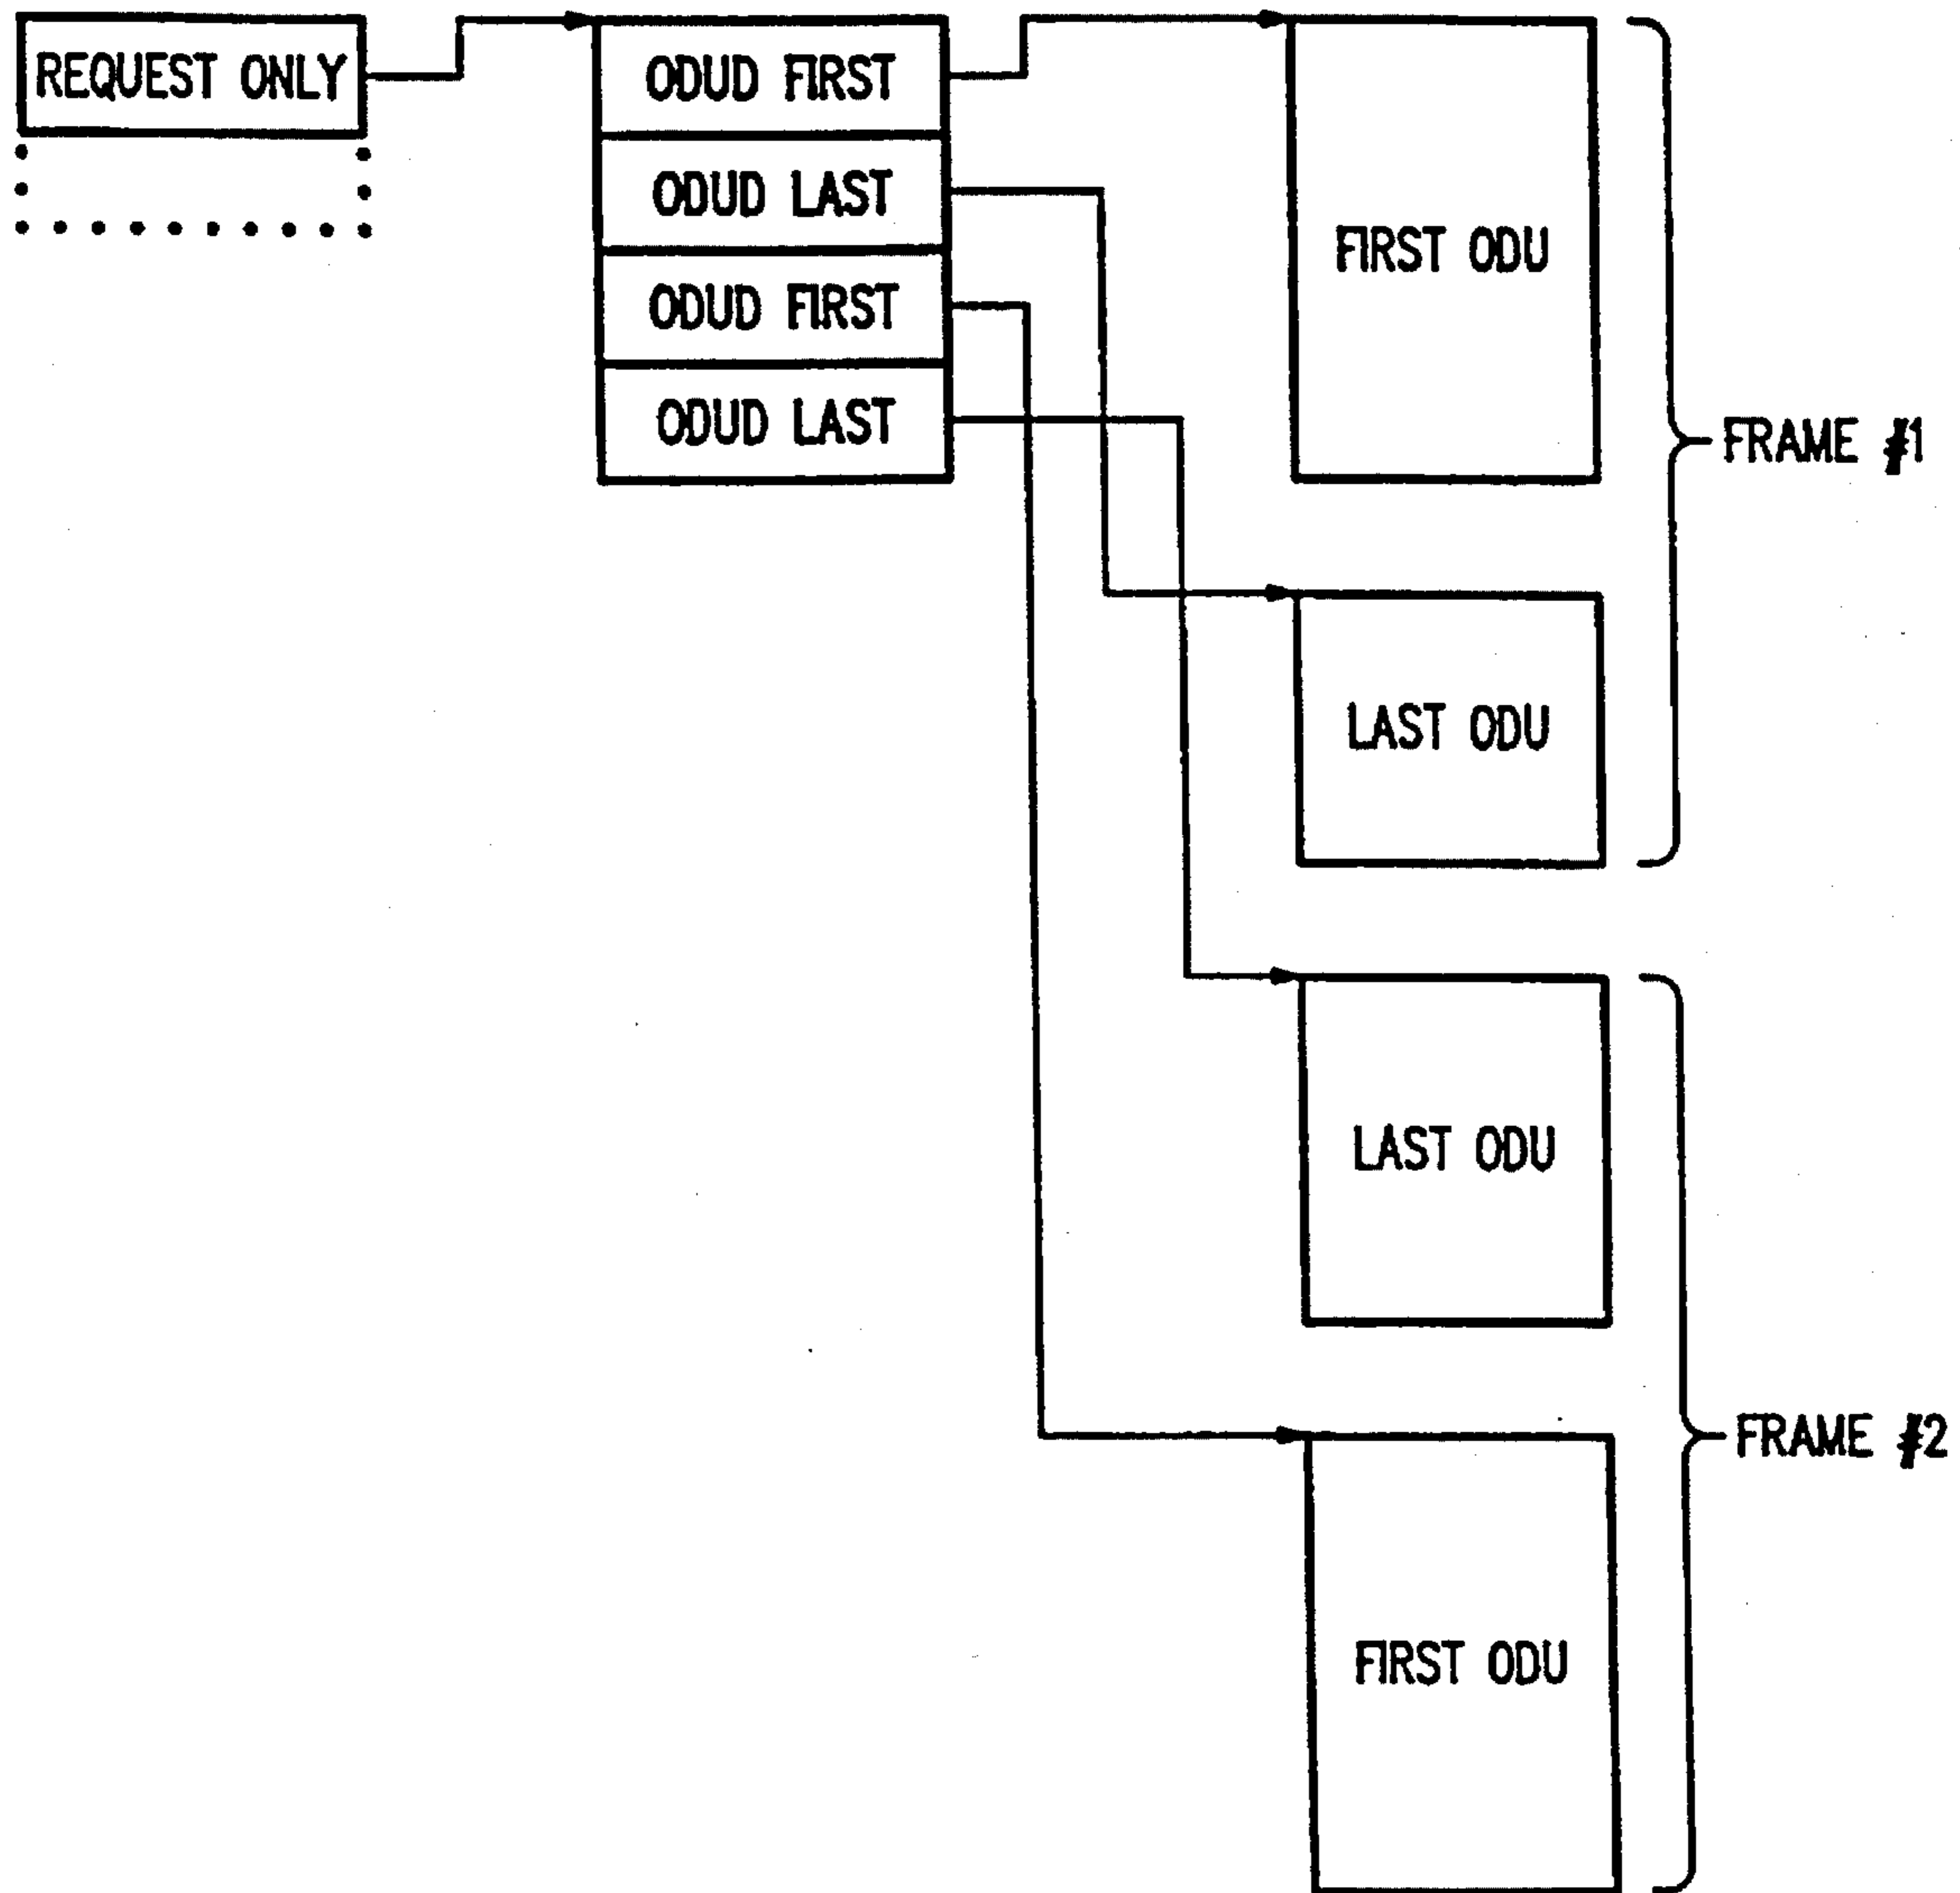 REQUEST ONLY
ODUD FIRST
ODUD LAST
ODUD FIRST
ODUD LAST
FIRST ODU
LAST ODU
FRAME #1
LAST ODU
FIRST ODU
FRAME #2